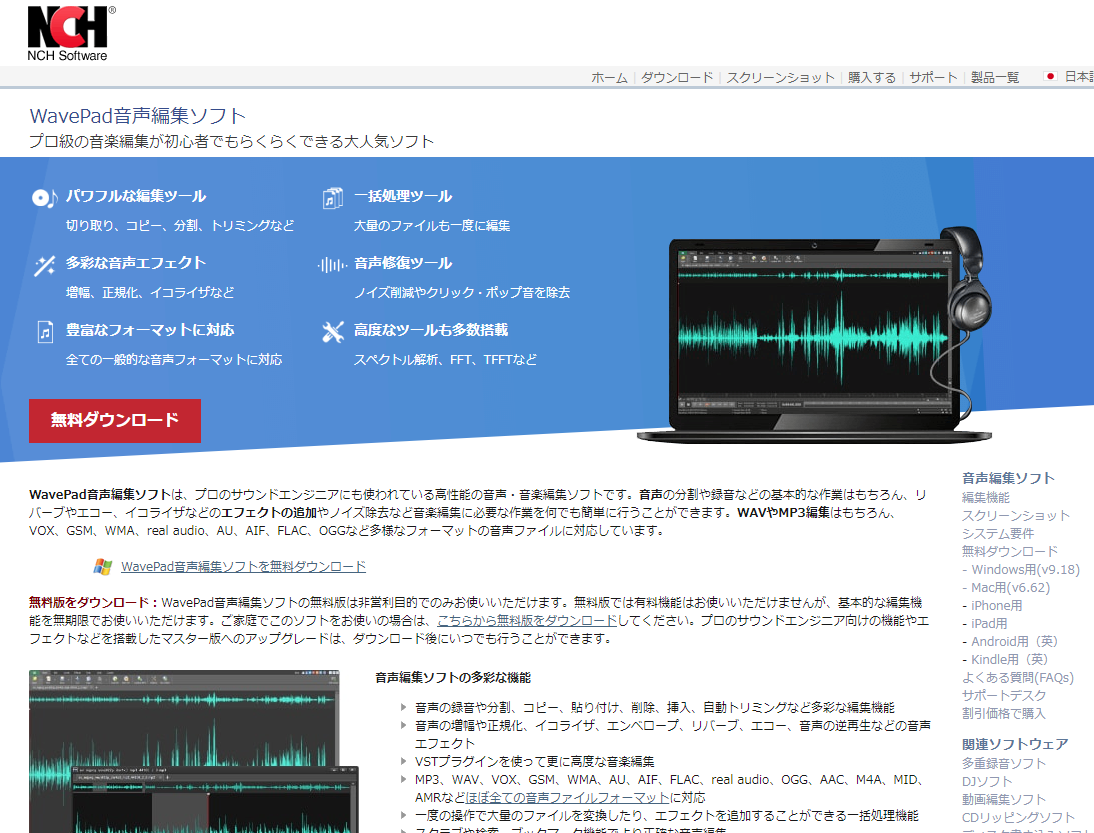 NCH®
NCH Software
ホーム | ダウンロード | スクリーンショット | 購入する | サポート | 製品一覧 日本
WavePad音声編集ソフト
プロ級の音楽編集が初心者でもらくらくできる大人気ソフト
パワフルな編集ツール
切り取り、コピー、分割、トリミングなど
一括処理ツール
大量のファイルも一度に編集
多彩な音声エフェクト
増幅、正規化、イコライザなど
音声修復ツール
ノイズ削減やクリック・ポップ音を除去
豊富なフォーマットに対応
全ての一般的な音声フォーマットに対応
高度なツールも多数搭載
スペクトル解析、FFT、TFFTなど
無料ダウンロード
WavePad音声編集ソフトは、プロのサウンドエンジニアにも使われている高性能の音声・音楽編集ソフトです。音声の分割や録音などの基本的な作業はもちろん、リ
バーブやエコー、イコライザなどのエフェクトの追加やノイズ除去など音楽編集に必要な作業を何でも簡単に行うことができます。WAVやMP3編集はもちろん、
VOX、GSM、WMA、real audio、AU、AIF、FLAC、OGGなど多様なフォーマットの音声ファイルに対応しています。
WavePad音声編集ソフトを無料ダウンロード
無料版をダウンロード：WavePad音声編集ソフトの無料版は非営利目的でのみお使いいただけます。無料版では有料機能はお使いいただけませんが、基本的な編集機
能を無期限でお使いいただけます。ご家庭でこのソフトをお使いの場合は、こちらから無料版をダウンロードしてください。プロのサウンドエンジニア向けの機能やエ
フェクトなどを搭載したマスター版へのアップグレードは、ダウンロード後にいつでも行うことができます。
音声編集ソフトの多彩な機能
音声の録音や分割、コピー、貼り付け、削除、挿入、自動トリミングなど多彩な編集機能
音声の増幅や正規化、イコライザ、エンベロープ、リバーブ、エコー、音声の逆再生などの音声
エフェクト
VSTプラグインを使って更に高度な音楽編集
MP3、WAV、VOX、GSM、WMA、AU、AIF、FLAC、real audio、OGG、AAC、M4A、MID、
AMRなどほぼ全ての音声ファイルフォーマットに対応
一度の操作で大量のファイルを変換したり、エフェクトを追加することができる一括処理機能
スクラブや検索、ブックマーク機能でより正確な音声編集
音声編集ソフト
編集機能
スクリーンショット
システム要件
無料ダウンロード
- Windows用(v9.18)
- Mac用(v6.62)
- iPhone用
- iPad用
- Android用（英）
- Kindle用（英）
よくある質問(FAQs)
サポートデスク
割引価格で購入
関連ソフトウェア
多重録音ソフト
DJソフト
動画編集ソフト
CDリッピングソフト